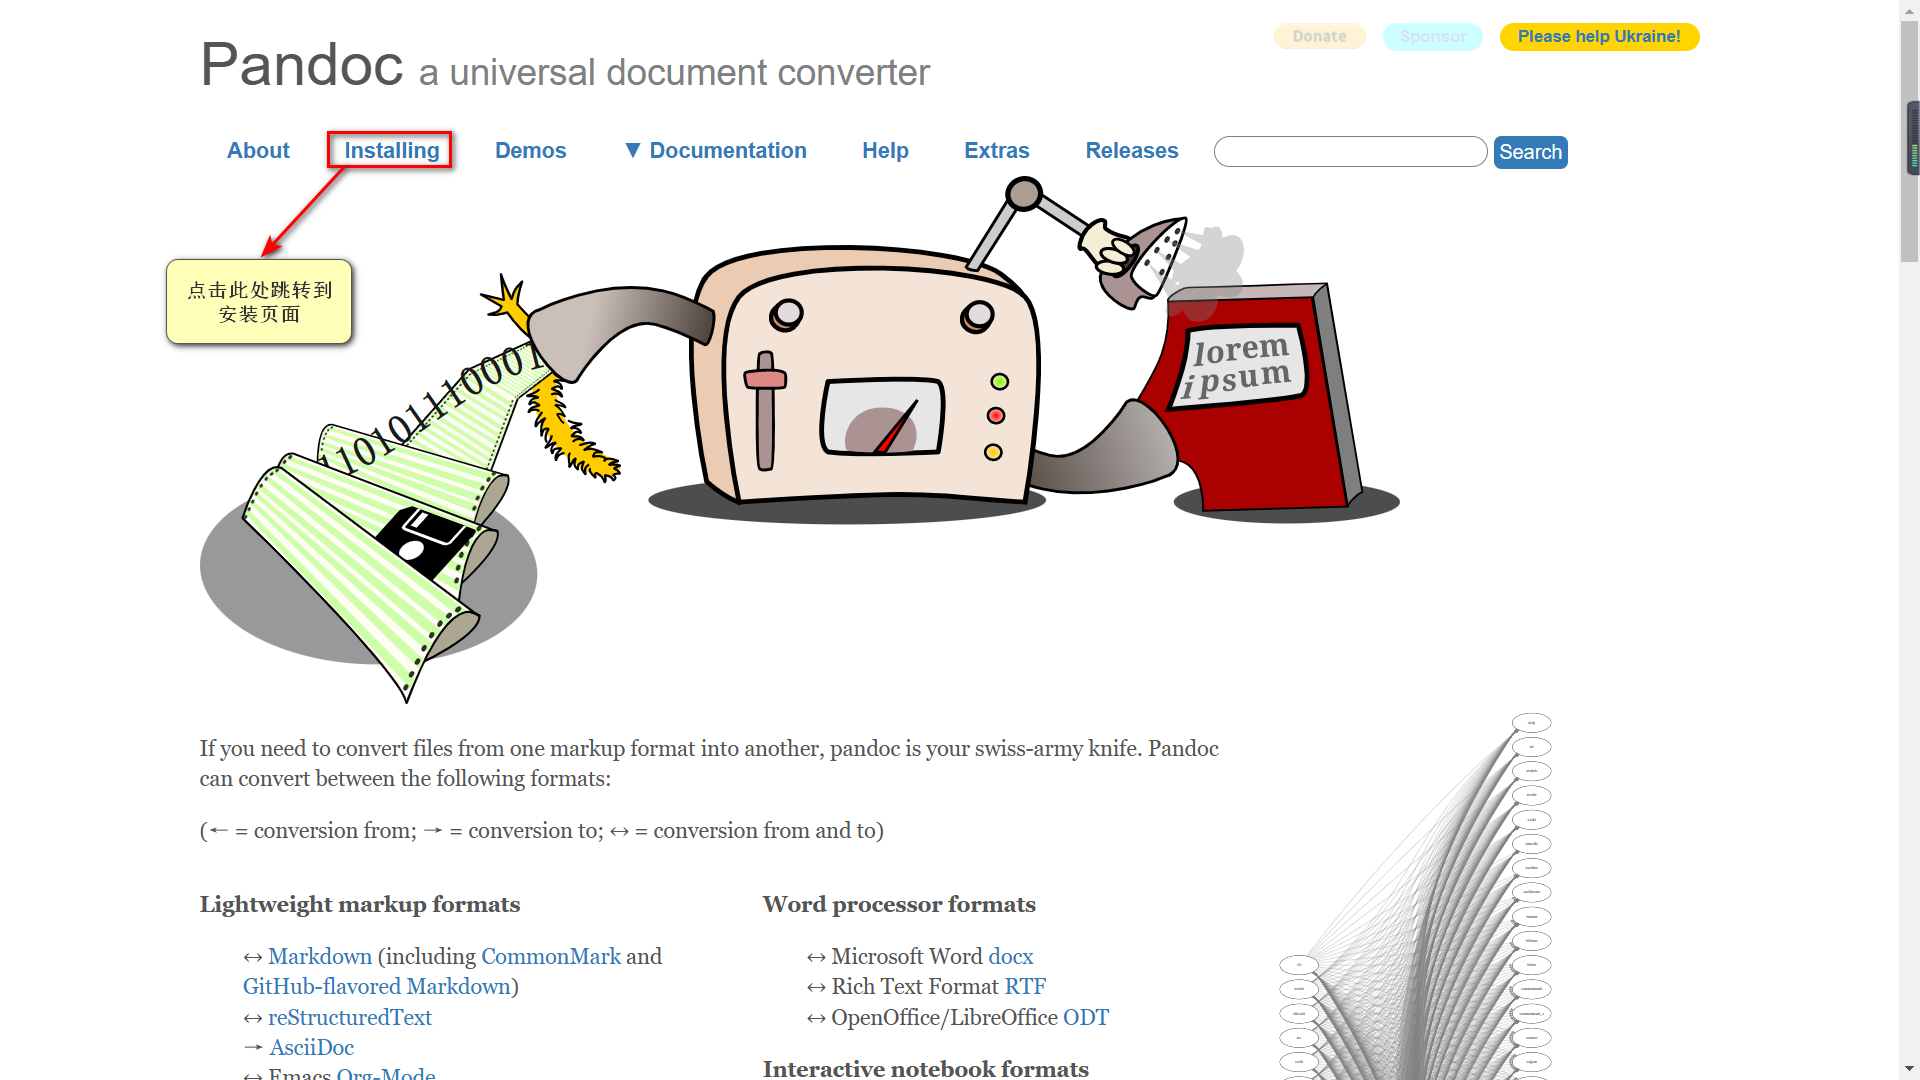 Pandoc a universal document converter
Donate
Sponsor
Please help Ukraine!
About
Installing
Demos
▼ Documentation
Help
Extras
Releases
Search
点击此处跳转到
安装页面
110101110001
lorem
ipsum
If you need to convert files from one markup format into another, pandoc is your swiss-army knife. Pandoc
can convert between the following formats:
(← = conversion from; → = conversion to; ↔ = conversion from and to)
Lightweight markup formats
↔ Markdown (including CommonMark and
GitHub-flavored Markdown)
↔ reStructuredText
→ AsciiDoc
↔ Emacs Org-Mode
Word processor formats
↔ Microsoft Word docx
↔ Rich Text Format RTF
↔ OpenOffice/LibreOffice ODT
Interactive notebook formats